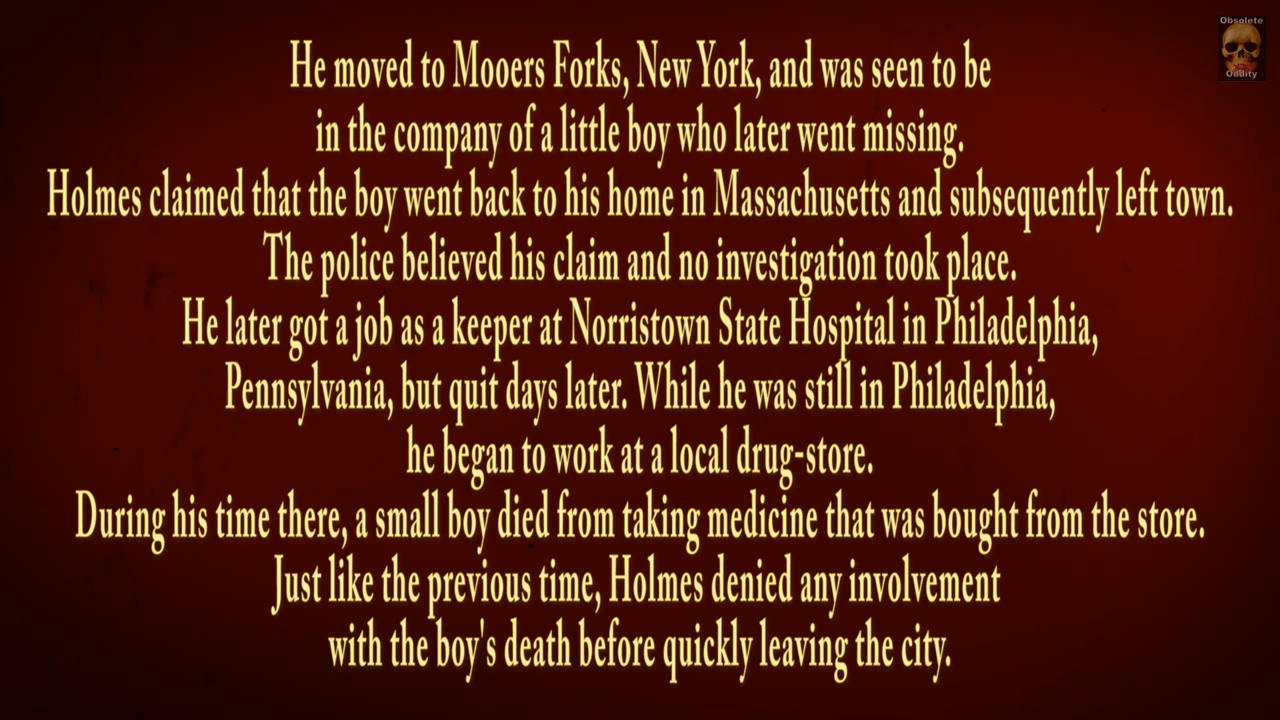 Obsolete
Oddity
He moved to Mooers Forks, New York, and was seen to be
in the company of a little boy who later went missing.
Holmes claimed that the boy went back to his home in Massachusetts and subsequently left town.
The police believed his claim and no investigation took place.
He later got a job as a keeper at Norristown State Hospital in Philadelphia,
Pennsylvania, but quit days later. While he was still in Philadelphia,
he began to work at a local drug-store.
During his time there, a small boy died from taking medicine that was bought from the store.
Just like the previous time, Holmes denied any involvement
with the boy's death before quickly leaving the city.